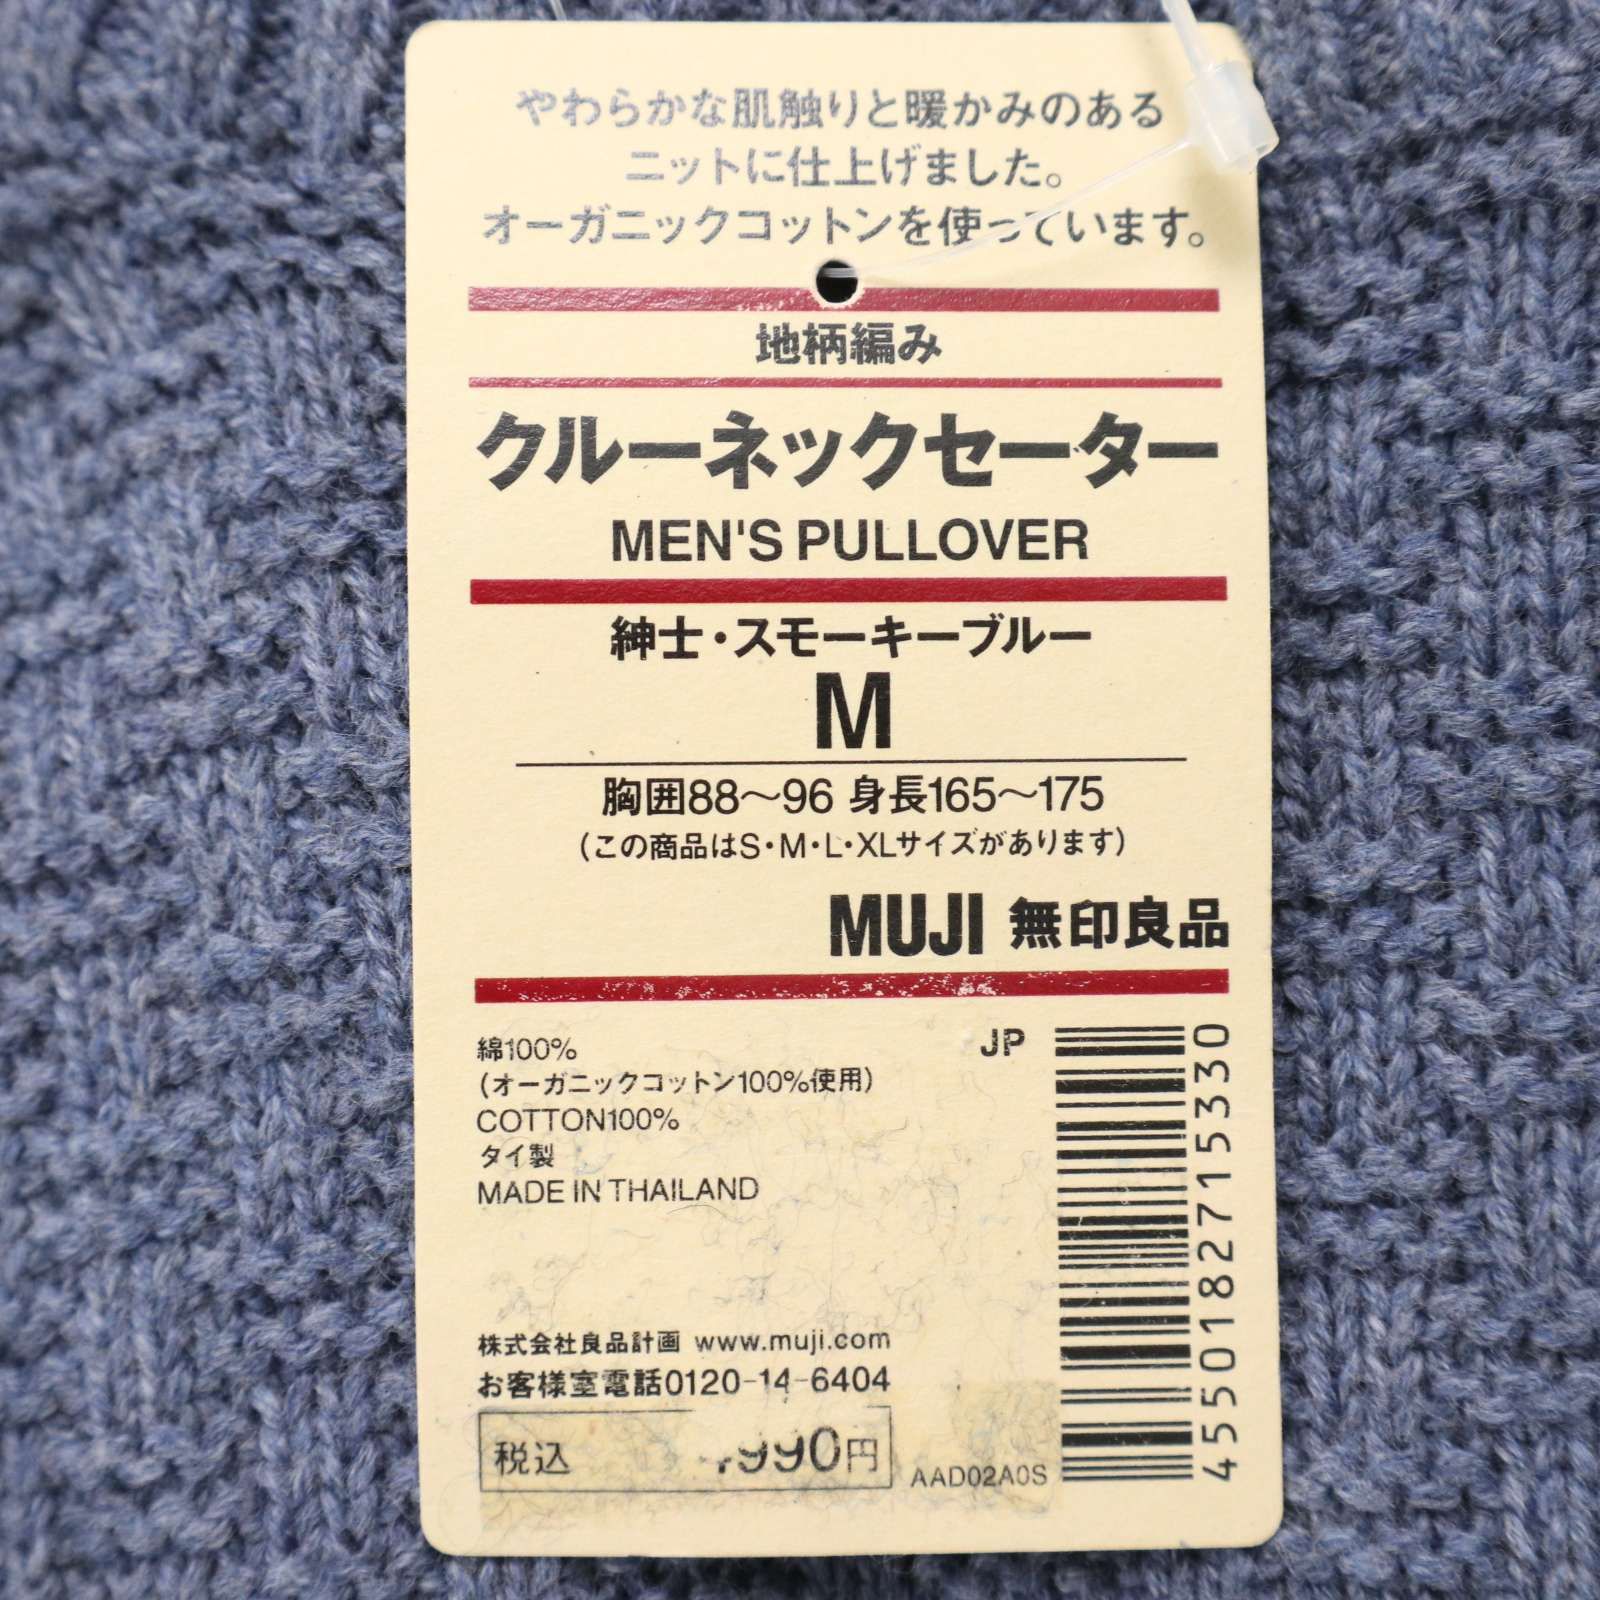 やわらかな肌触りと暖かみのある
ニットに仕上げました。
オーガニックコットンを使っています。
地柄編み
クルーネックセーター
MEN'S PULLOVER
紳士・スモーキーブルー
M
胸囲88〜96 身長165〜175
(この商品はS・M・L・XLサイズがあります)
MUJI 無印良品
綿100%
(オーガニックコットン100%使用)
COTTON100%
タイ製
MADE IN THAILAND
JP
4550182715330
株式会社良品計画 www.muji.com
お客様室電話0120-14-6404
税込 990円
AAD02A0S